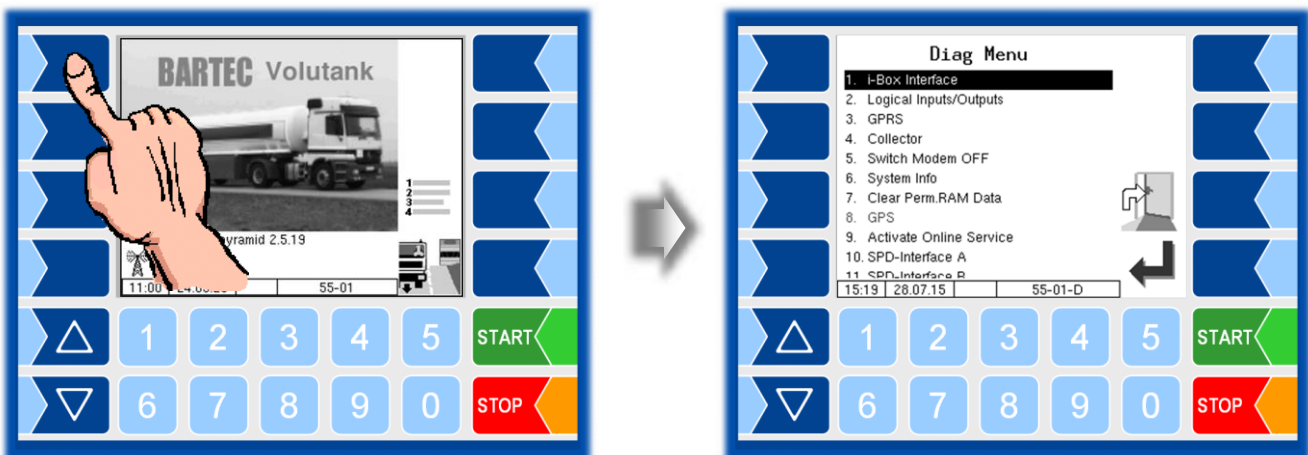 BARTEC Volutank
1
2
3
4
yramid 2.5.19
11:00
55-01
1 2 3 4 5 START
6 7 8 9 0 STOP
Diag Menu
1. i-Box Interface
2. Logical Inputs/Outputs
3. GPRS
4. Collector
5. Switch Modem OFF
6. System Info
7. Clear Perm.RAM Data
8. GPS
9. Activate Online Service
10. SPD-Interface A
11. SPD-Interface B
15:19 28.07.15 55-01-D
1 2 3 4 5 START
6 7 8 9 0 STOP